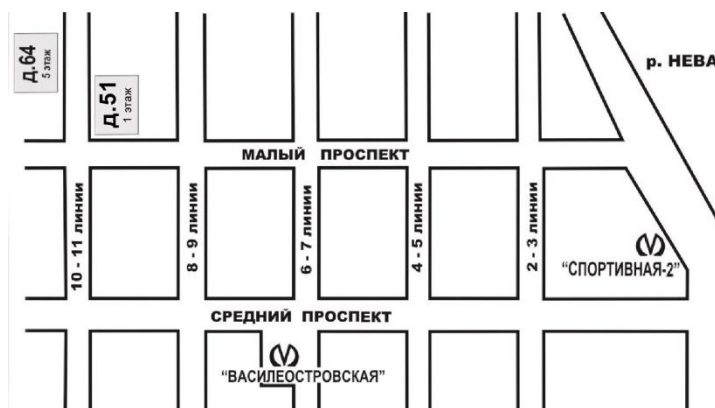 д.64
5 этаж
д.51
1 этаж
р. НЕВА
МАЛЫЙ ПРОСПЕКТ
10 - 11 линии
8 - 9 линии
6 - 7 линии
4 - 5 линии
2 - 3 линии
"СПОРТИВНАЯ-2"
СРЕДНИЙ ПРОСПЕКТ
"ВАСИЛЕОСТРОВСКАЯ"